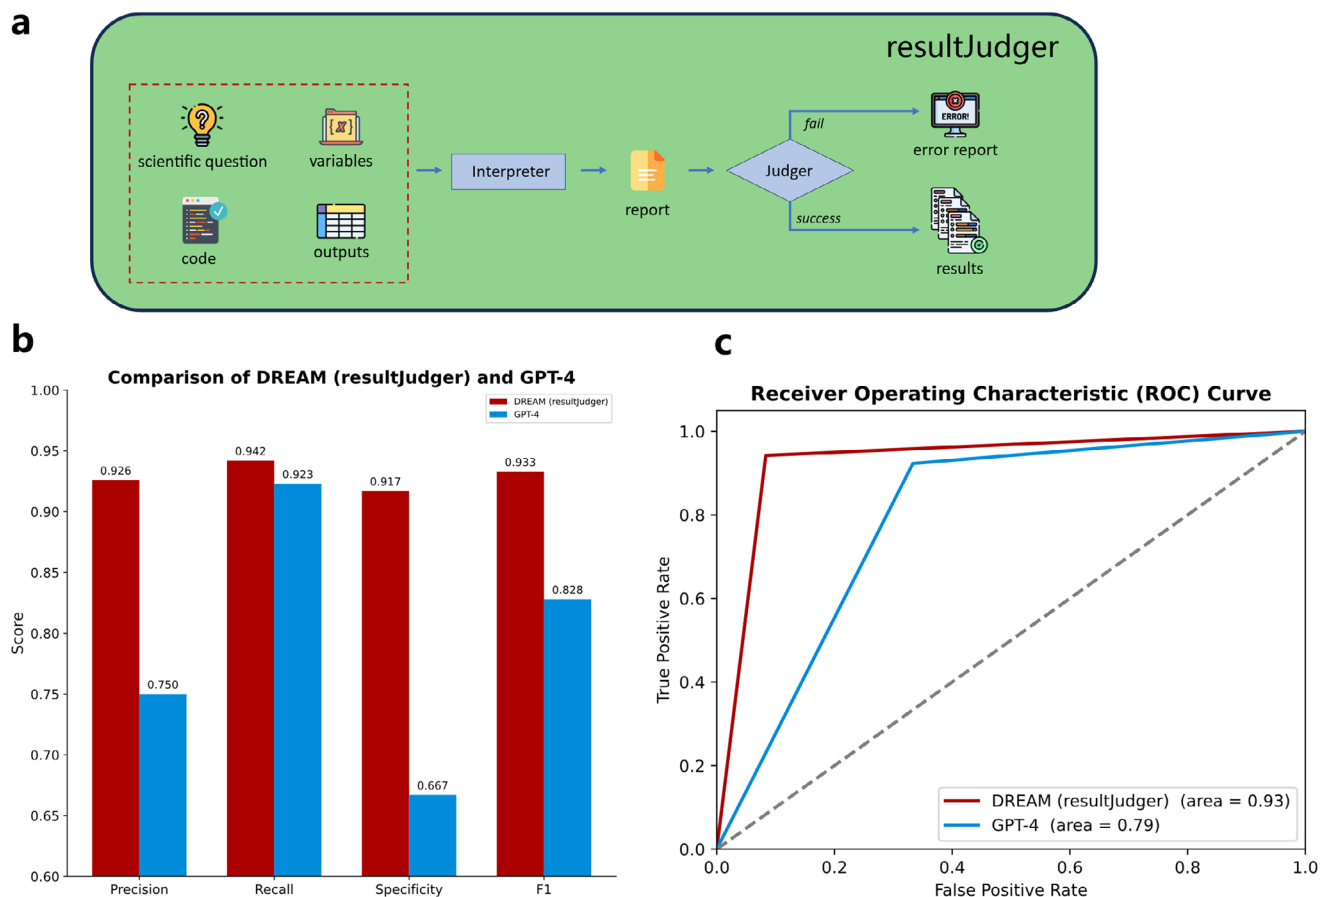 a
resultJudger
scientific question
variables
code
outputs
{x}
Interpreter
report
Judger
fail
success
ERROR!
error report
results
b
Comparison of DREAM (resultJudger) and GPT-4
DREAM (resultJudger)
GPT-4
Score
1.00
0.95
0.90
0.85
0.80
0.75
0.70
0.65
0.60
0.926
0.750
0.942
0.923
0.917
0.667
0.933
0.828
Precision
Recall
Specificity
F1
c
Receiver Operating Characteristic (ROC) Curve
True Positive Rate
1.0
0.8
0.6
0.4
0.2
0.0
DREAM (resultJudger) (area = 0.93)
GPT-4 (area = 0.79)
0.0
0.2
0.4
0.6
0.8
1.0
False Positive Rate